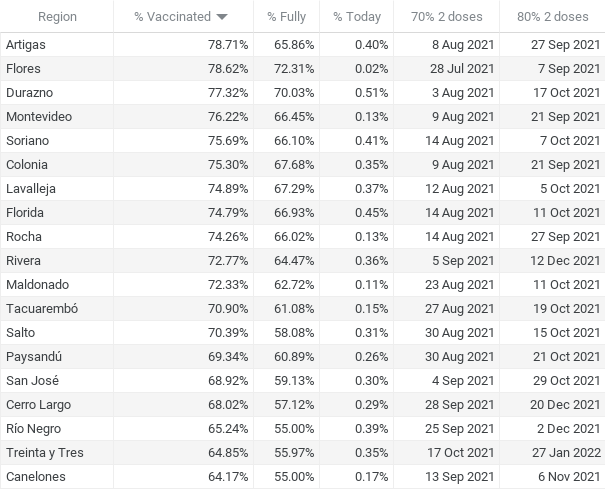 Region % Vaccinated % Fully % Today 70% 2 doses 80% 2 doses
Artigas 78.71% 65.86% 0.40% 8 Aug 2021 27 Sep 2021
Flores 78.62% 72.31% 0.02% 28 Jul 2021 7 Sep 2021
Durazno 77.32% 70.03% 0.51% 3 Aug 2021 17 Oct 2021
Montevideo 76.22% 66.45% 0.13% 9 Aug 2021 21 Sep 2021
Soriano 75.69% 66.10% 0.41% 14 Aug 2021 7 Oct 2021
Colonia 75.30% 67.68% 0.35% 9 Aug 2021 21 Sep 2021
Lavalleja 74.89% 67.29% 0.37% 12 Aug 2021 5 Oct 2021
Florida 74.79% 66.93% 0.45% 14 Aug 2021 11 Oct 2021
Rocha 74.26% 66.02% 0.13% 14 Aug 2021 27 Sep 2021
Rivera 72.77% 64.47% 0.36% 5 Sep 2021 12 Dec 2021
Maldonado 72.33% 62.72% 0.11% 23 Aug 2021 11 Oct 2021
Tacuarembó 70.90% 61.08% 0.15% 27 Aug 2021 19 Oct 2021
Salto 70.39% 58.08% 0.31% 30 Aug 2021 15 Oct 2021
Paysandú 69.34% 60.89% 0.26% 30 Aug 2021 21 Oct 2021
San José 68.92% 59.13% 0.30% 4 Sep 2021 29 Oct 2021
Cerro Largo 68.02% 57.12% 0.29% 28 Sep 2021 20 Dec 2021
Río Negro 65.24% 55.00% 0.39% 25 Sep 2021 2 Dec 2021
Treinta y Tres 64.85% 55.97% 0.35% 17 Oct 2021 27 Jan 2022
Canelones 64.17% 55.00% 0.17% 13 Sep 2021 6 Nov 2021